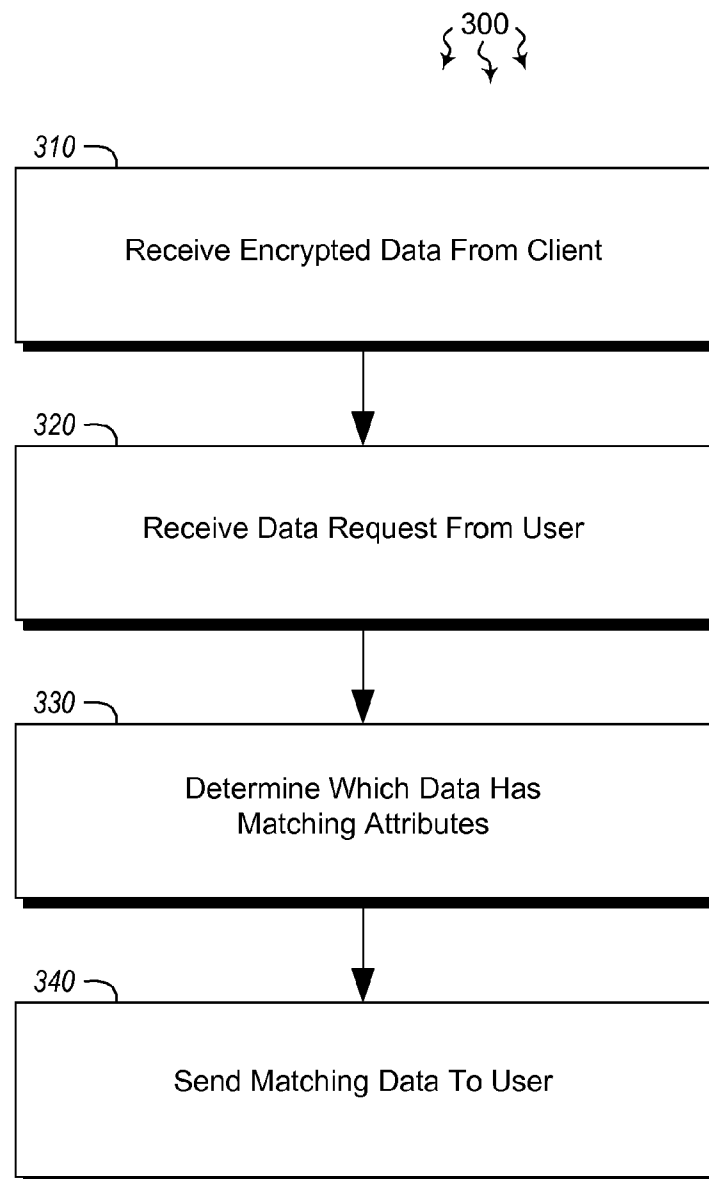 300
310
Receive Encrypted Data From Client
320
Receive Data Request From User
330
Determine Which Data Has
Matching Attributes
340
Send Matching Data To User